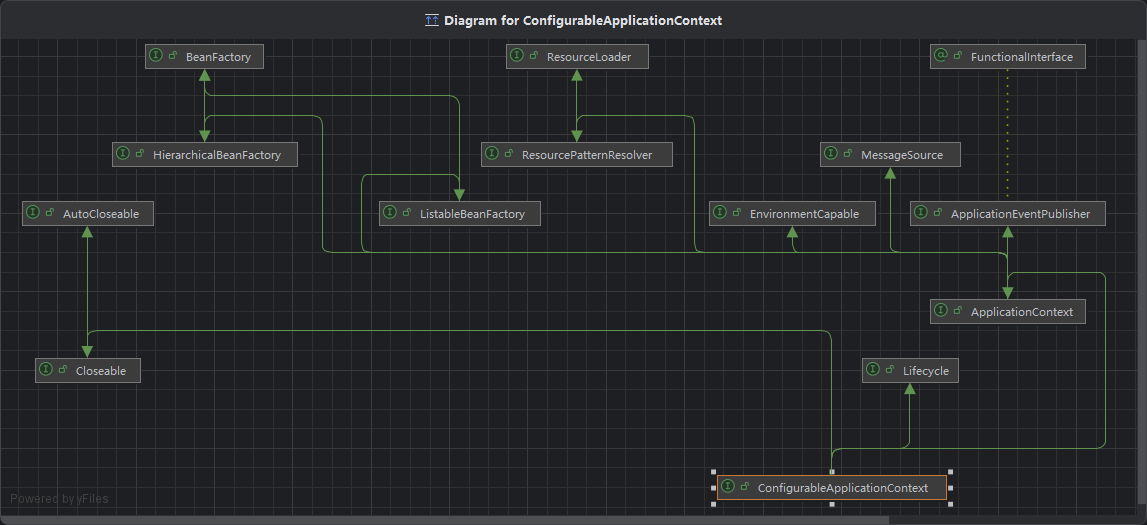 Diagram for ConfigurableApplicationContext
BeanFactory
ResourceLoader
FunctionalInterface
HierarchicalBeanFactory
ResourcePatternResolver
MessageSource
AutoCloseable
ListableBeanFactory
EnvironmentCapable
ApplicationEventPublisher
ApplicationContext
Closeable
Lifecycle
ConfigurableApplicationContext
Powered by yFiles